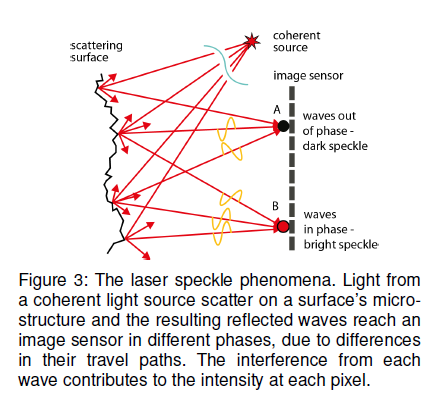 scattering
surface
coherent
source
image sensor
A
waves out
of phase -
dark speckle
B
waves
in phase -
bright speckle
Figure 3: The laser speckle phenomena. Light from
a coherent light source scatter on a surface's micro-
structure and the resulting reflected waves reach an
image sensor in different phases, due to differences
in their travel paths. The interference from each
wave contributes to the intensity at each pixel.